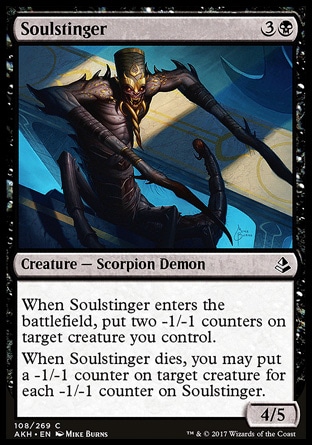 Soulstinger 3
Creature — Scorpion Demon
When Soulstinger enters the
battlefield, put two -1/-1 counters on
target creature you control.
When Soulstinger dies, you may put
a -1/-1 counter on target creature for
each -1/-1 counter on Soulstinger.
4/5
108/269 C
AKH • EN Mike Burns ™ & © 2017 Wizards of the Coast